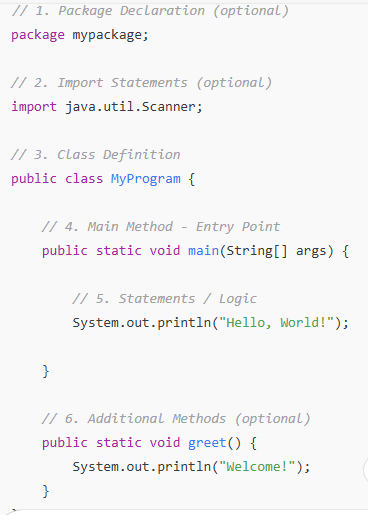 // 1. Package Declaration (optional)
package mypackage;
// 2. Import Statements (optional)
import java.util.Scanner;
// 3. Class Definition
public class MyProgram {
// 4. Main Method - Entry Point
public static void main(String[] args) {
// 5. Statements / Logic
System.out.println("Hello, World!");
}
// 6. Additional Methods (optional)
public static void greet() {
System.out.println("Welcome!");
}